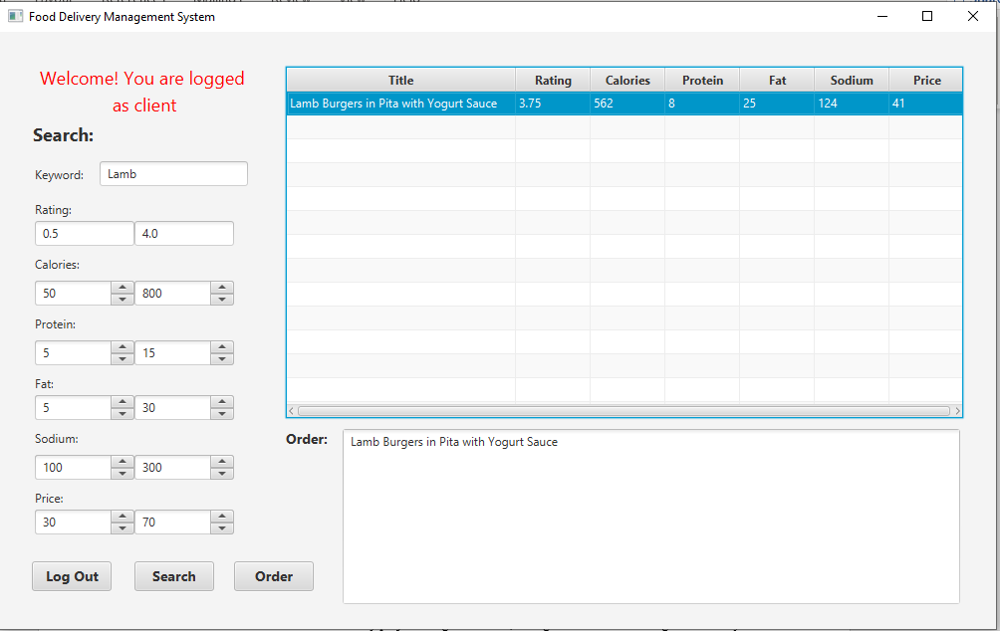 Food Delivery Management System
Welcome! You are logged
as client
Search:
Keyword: Lamb
Rating:
0.5 4.0
Calories:
50 800
Protein:
5 15
Fat:
5 30
Sodium:
100 300
Price:
30 70
Log Out Search Order
Title Rating Calories Protein Fat Sodium Price
Lamb Burgers in Pita with Yogurt Sauce 3.75 562 8 25 124 41
Order: Lamb Burgers in Pita with Yogurt Sauce